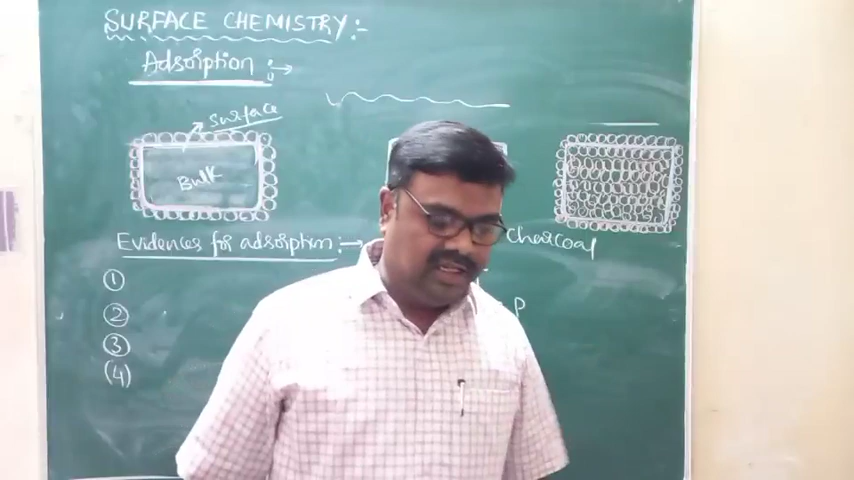 SURFACE CHEMISTRY:-
Adsorption :→
surface
Bulk
Evidences for adsorption:→
charcoal
①
② P
③
(4)